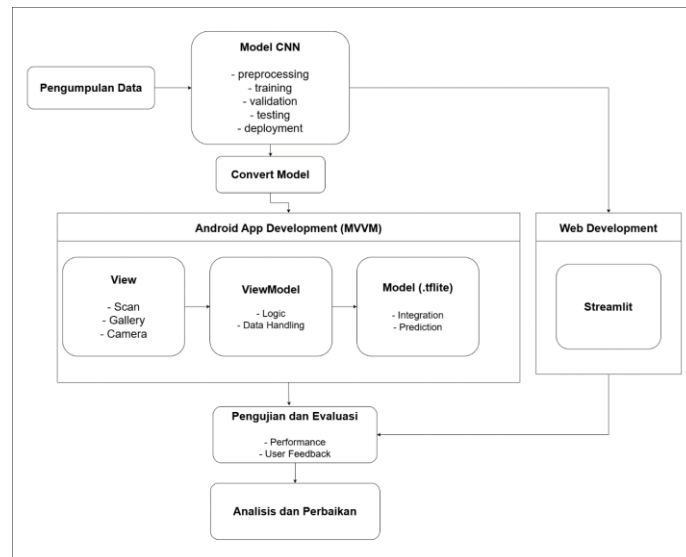 Pengumpulan Data
Model CNN
- preprocessing
- training
- validation
- testing
- deployment
Convert Model
Android App Development (MVVM)
View
- Scan
- Gallery
- Camera
ViewModel
- Logic
- Data Handling
Model (.tflite)
- Integration
- Prediction
Web Development
Streamlit
Pengujian dan Evaluasi
- Performance
- User Feedback
Analisis dan Perbaikan